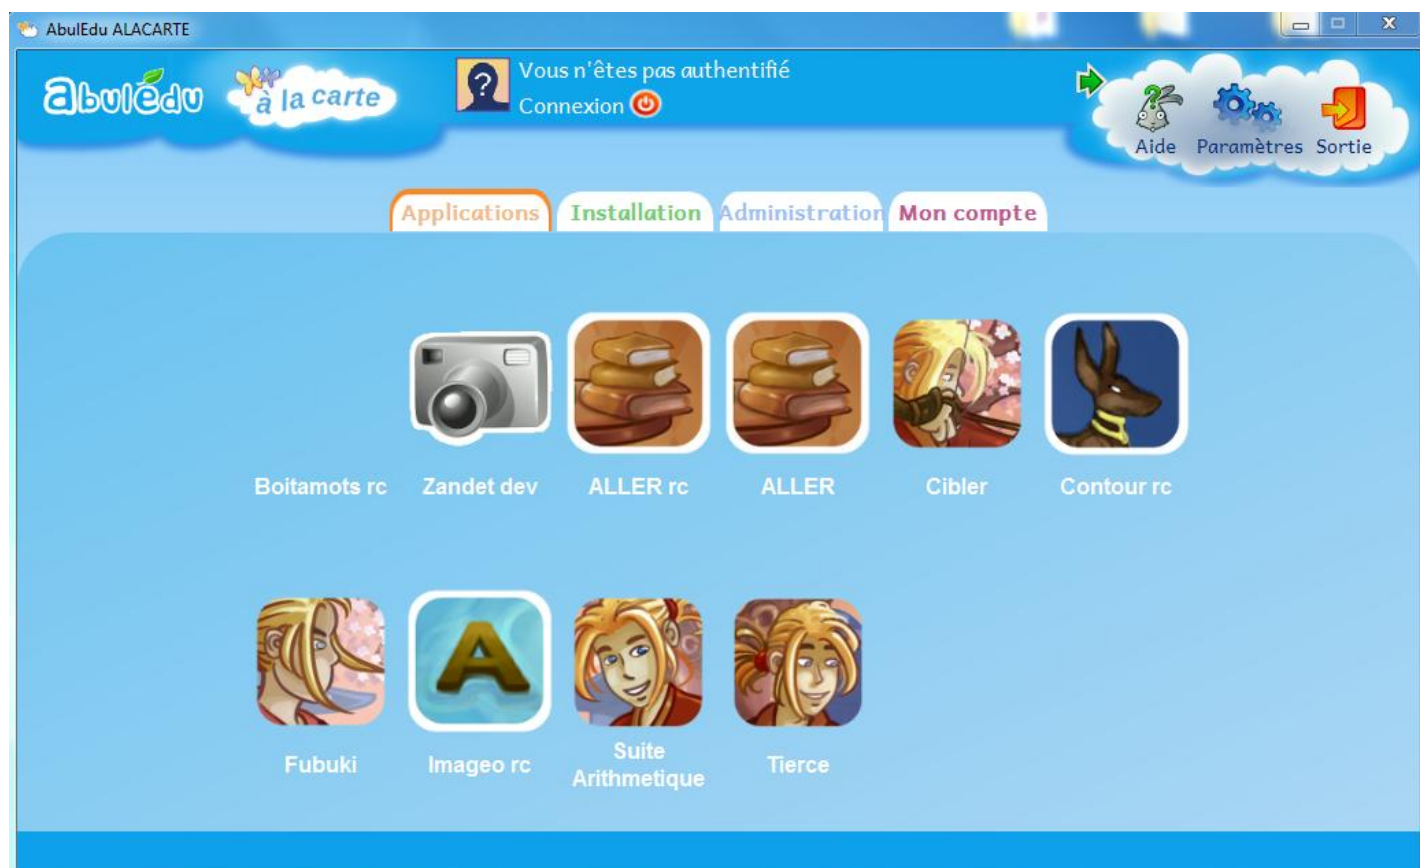 AbulEdu ALACARTE
abulédu
à la carte
?
Vous n'êtes pas authentifié
Connexion
?
Aide Paramètres Sortie
Applications Installation Administration Mon compte
Boitamots rc Zandet dev ALLER rc ALLER Cibler Contour rc
A
Fubuki Imageo rc Suite Arithmetique Tierce